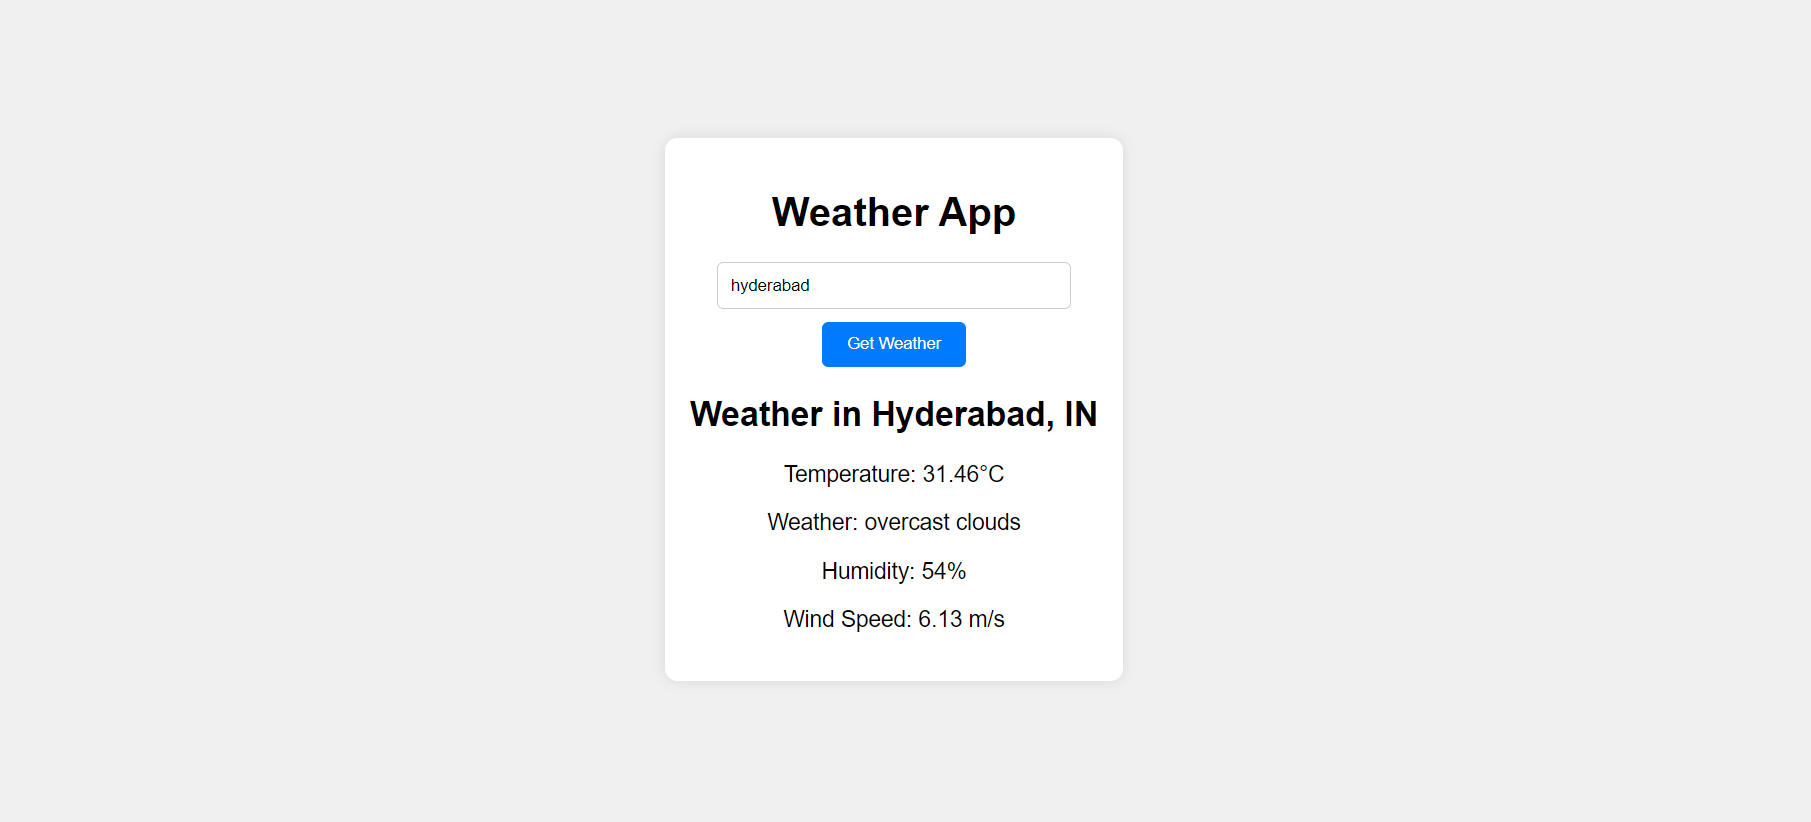 Weather App
hyderabad
Get Weather
Weather in Hyderabad, IN
Temperature: 31.46°C
Weather: overcast clouds
Humidity: 54%
Wind Speed: 6.13 m/s